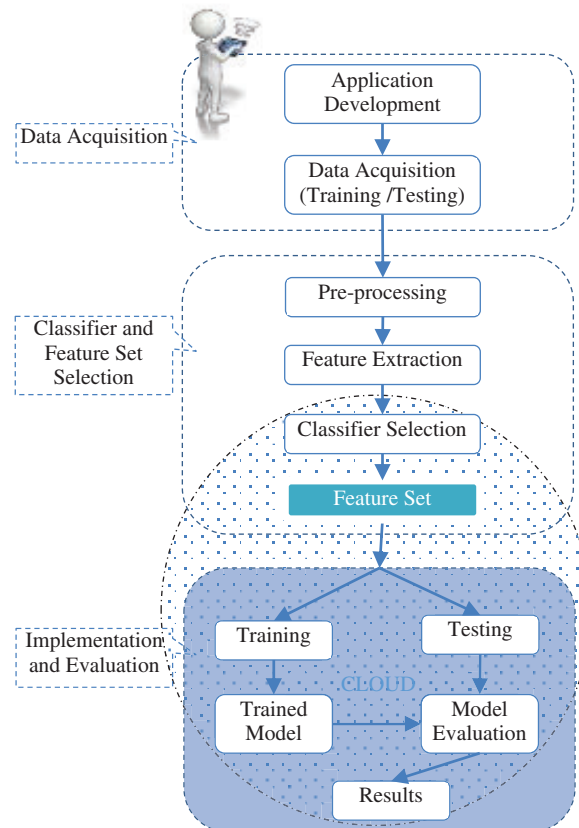 Application
Development
Data Acquisition
Data Acquisition
(Training /Testing)
Pre-processing
Classifier and
Feature Set
Selection
Feature Extraction
Classifier Selection
Feature Set
Implementation
and Evaluation
Training
Testing
CLOUD
Trained
Model
Model
Evaluation
Results